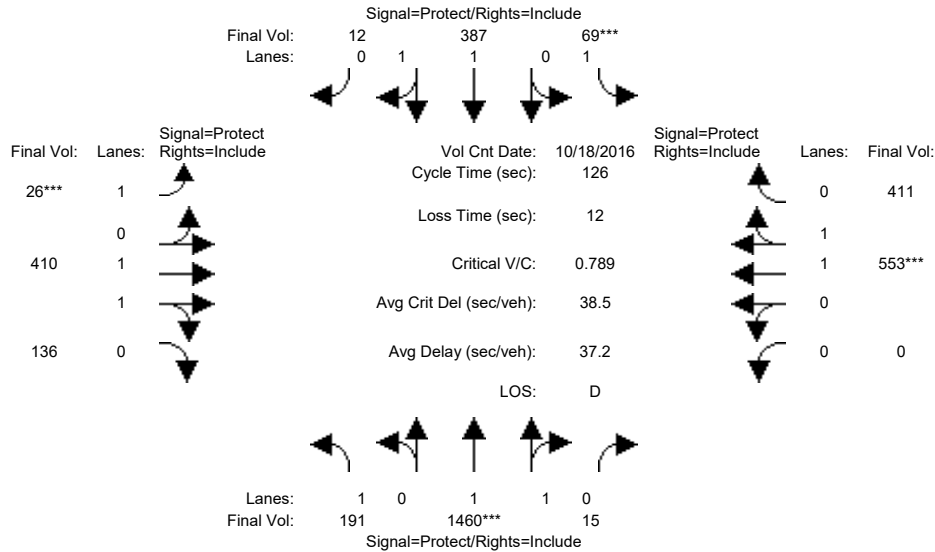 Signal=Protect/Rights=Include
Final Vol: 12 387 69***
Lanes: 0 1 1 0 1
Signal=Protect
Final Vol: Lanes: Rights=Include
Vol Cnt Date: 10/18/2016
Signal=Protect
Rights=Include Lanes: Final Vol:
Cycle Time (sec): 126
26*** 1
0 411
Loss Time (sec): 12
0
1
410 1
Critical V/C: 0.789
1 553***
1
Avg Crit Del (sec/veh): 38.5
0
136 0
Avg Delay (sec/veh): 37.2
0 0
LOS: D
Lanes: 1 0 1 1 0
Final Vol: 191 1460*** 15
Signal=Protect/Rights=Include